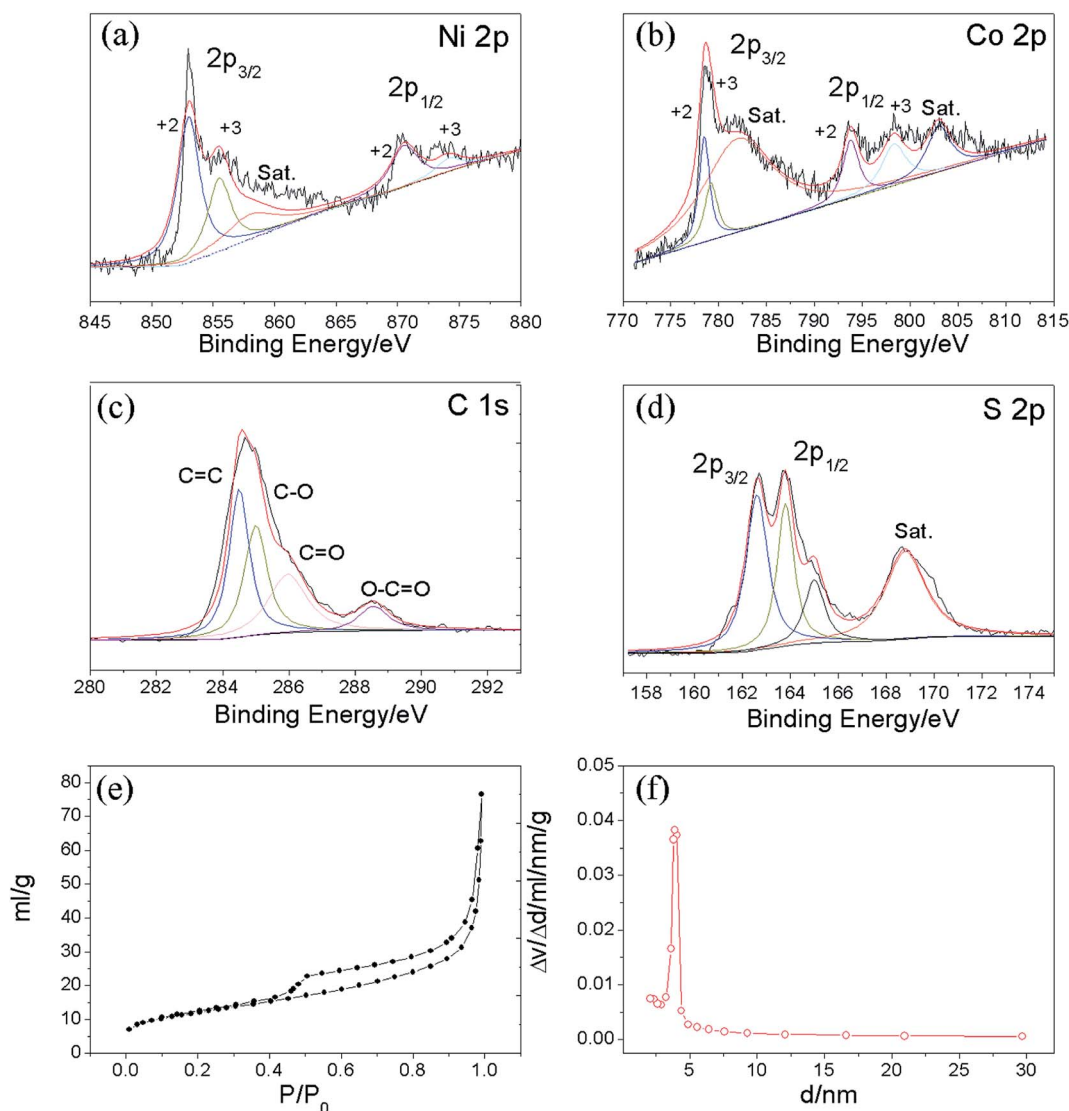 (a)
Ni 2p
2p3/2
+2
+3
Sat.
2p1/2
+2
+3
845 850 855 860 865 870 875 880
Binding Energy/eV
(b)
Co 2p
2p3/2
+2
+3
Sat.
2p1/2
+2
+3
Sat.
770 775 780 785 790 795 800 805 810 815
Binding Energy/eV
(c)
C 1s
C=C
C-O
C=O
O-C=O
280 282 284 286 288 290 292
Binding Energy/eV
(d)
S 2p
2p3/2
2p1/2
Sat.
158 160 162 164 166 168 170 172 174
Binding Energy/eV
(e)
80
70
60
50
40
30
20
10
0
ml/g
0.0 0.2 0.4 0.6 0.8 1.0
P/P0
(f)
0.05
0.04
0.03
0.02
0.01
0.00
Δv/Δd/ml/nm/g
5 10 15 20 25 30
d/nm